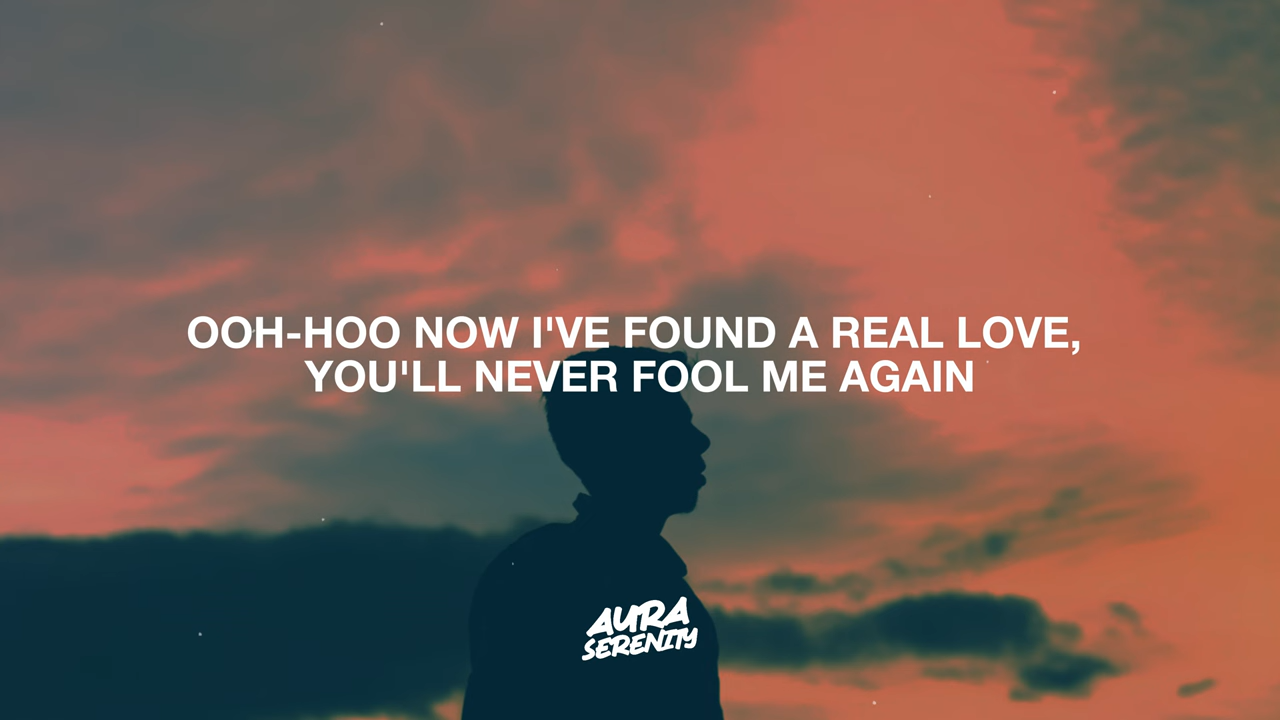 OOH-HOO NOW I'VE FOUND A REAL LOVE,
YOU'LL NEVER FOOL ME AGAIN
AURA
SERENITY